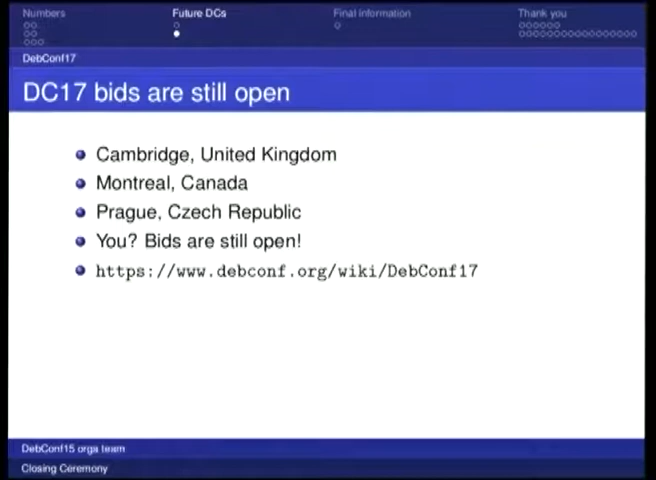 Numbers
Future DCs
Final information
Thank you
DebConf17
DC17 bids are still open
Cambridge, United Kingdom
Montreal, Canada
Prague, Czech Republic
You? Bids are still open!
https://www.debconf.org/wiki/DebConf17
DebConf15 orga team
Closing Ceremony